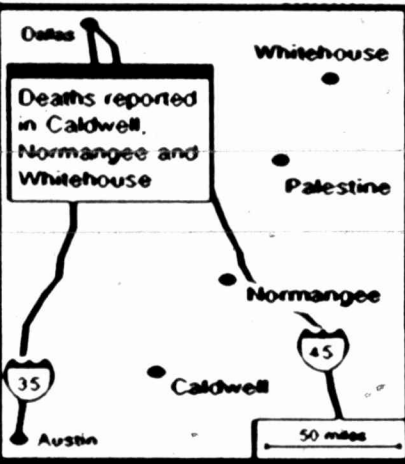 Dallas
Whitehouse
Deaths reported
in Caldwell,
Normangee and
Whitehouse
Palestine
Normangee
45
35
Caldwell
Austin
50 miles